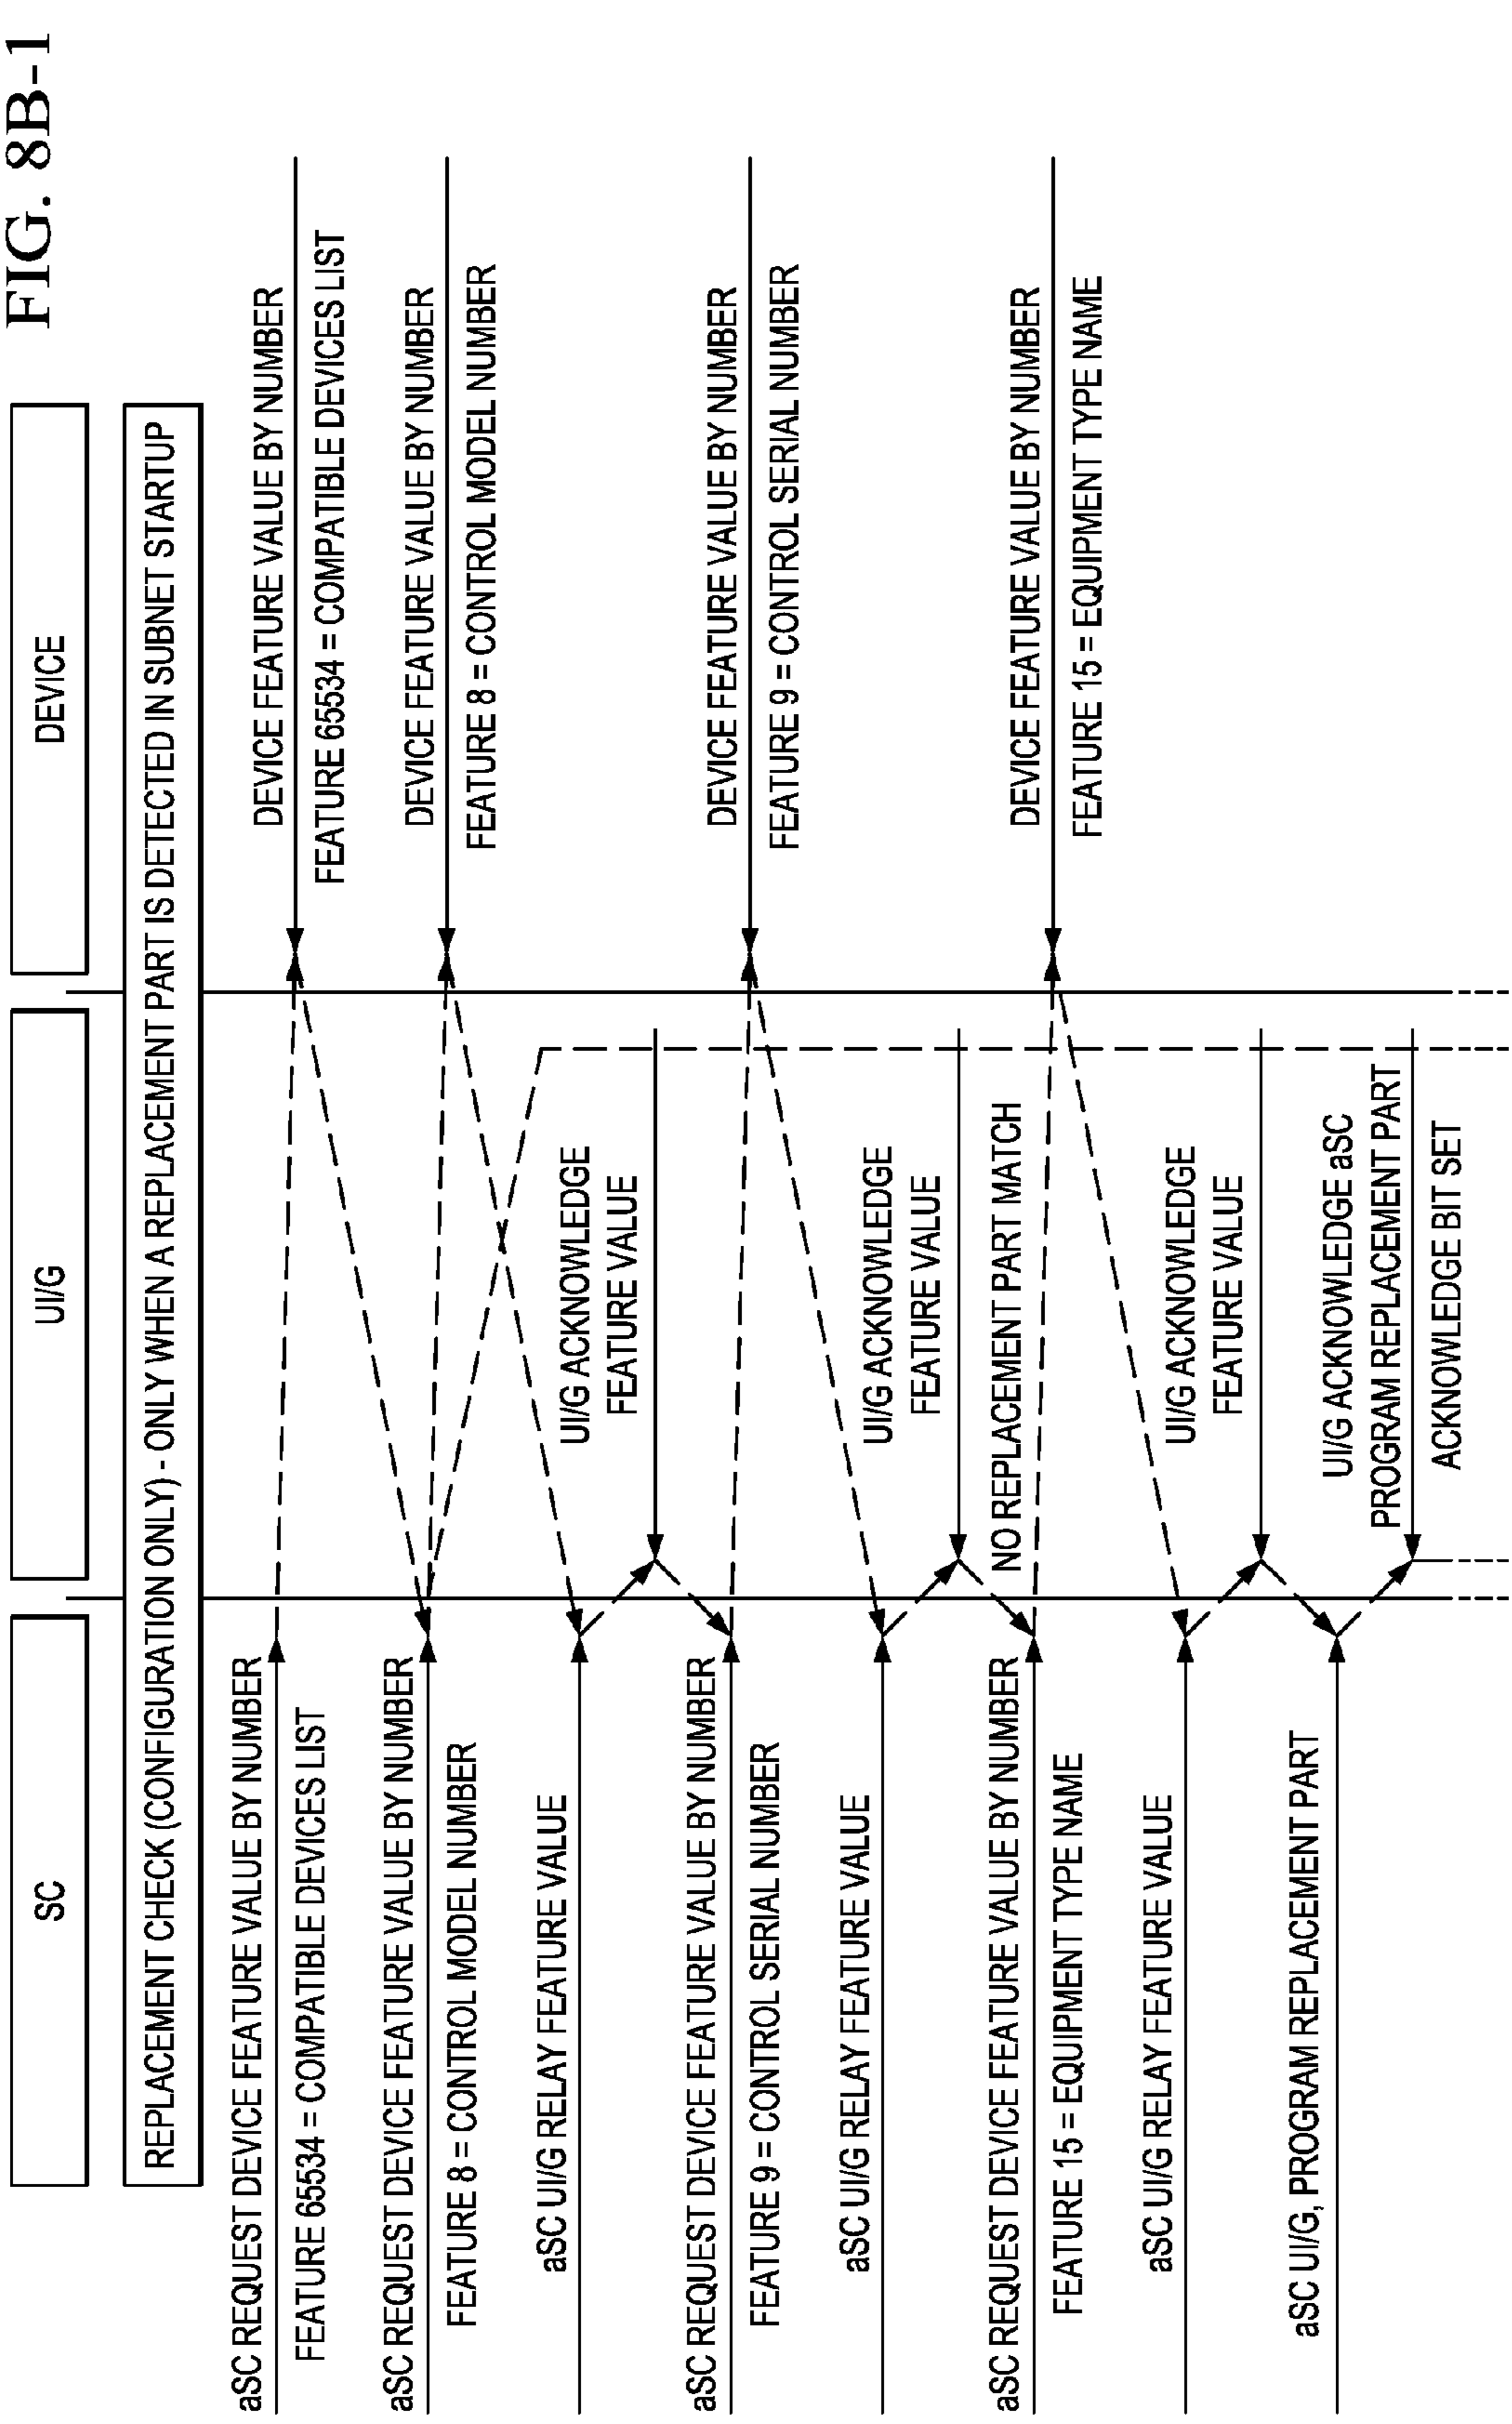 FIG. 8B-1
SC
UI/G
DEVICE
REPLACEMENT CHECK (CONFIGURATION ONLY) - ONLY WHEN A REPLACEMENT PART IS DETECTED IN SUBNET STARTUP
aSC REQUEST DEVICE FEATURE VALUE BY NUMBER
FEATURE 65534 = COMPATIBLE DEVICES LIST
DEVICE FEATURE VALUE BY NUMBER
FEATURE 65534 = COMPATIBLE DEVICES LIST
aSC REQUEST DEVICE FEATURE VALUE BY NUMBER
FEATURE 8 = CONTROL MODEL NUMBER
DEVICE FEATURE VALUE BY NUMBER
FEATURE 8 = CONTROL MODEL NUMBER
aSC UI/G RELAY FEATURE VALUE
UI/G ACKNOWLEDGE
FEATURE VALUE
aSC REQUEST DEVICE FEATURE VALUE BY NUMBER
FEATURE 9 = CONTROL SERIAL NUMBER
DEVICE FEATURE VALUE BY NUMBER
FEATURE 9 = CONTROL SERIAL NUMBER
aSC UI/G RELAY FEATURE VALUE
UI/G ACKNOWLEDGE
FEATURE VALUE
NO REPLACEMENT PART MATCH
aSC REQUEST DEVICE FEATURE VALUE BY NUMBER
FEATURE 15 = EQUIPMENT TYPE NAME
DEVICE FEATURE VALUE BY NUMBER
FEATURE 15 = EQUIPMENT TYPE NAME
aSC UI/G RELAY FEATURE VALUE
UI/G ACKNOWLEDGE
FEATURE VALUE
aSC UI/G, PROGRAM REPLACEMENT PART
UI/G ACKNOWLEDGE aSC
PROGRAM REPLACEMENT PART
ACKNOWLEDGE BIT SET